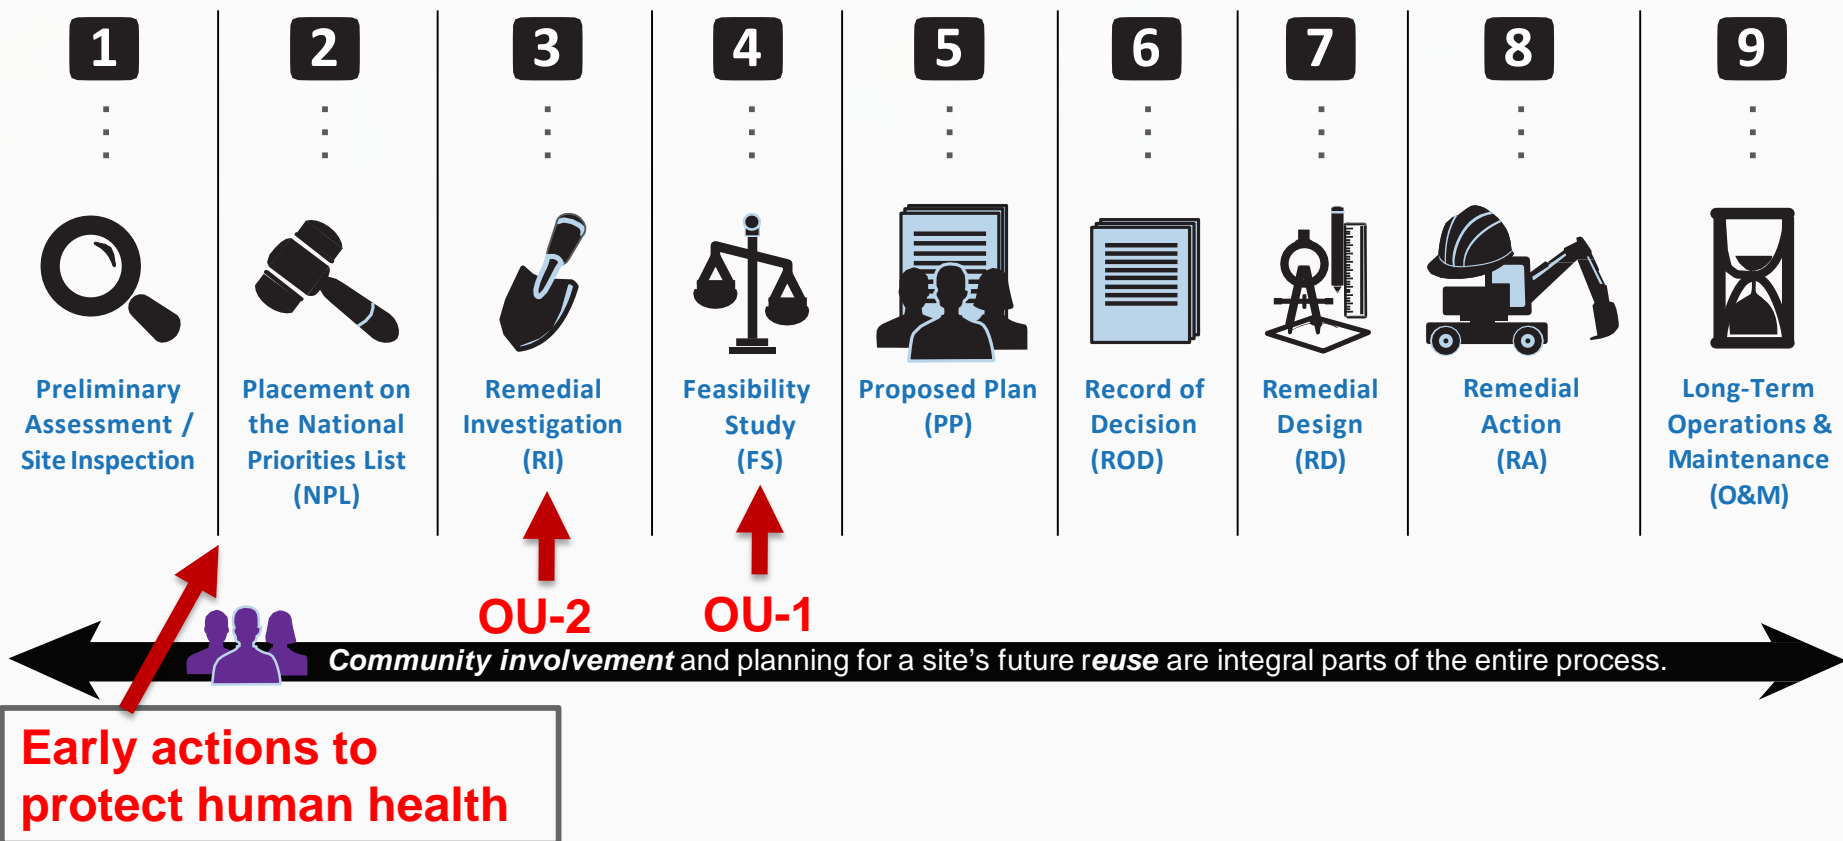 1
2
3
4
5
6
7
8
9
Preliminary
Assessment /
Site Inspection
Placement on
the National
Priorities List
(NPL)
Remedial
Investigation
(RI)
Feasibility
Study
(FS)
Proposed Plan
(PP)
Record of
Decision
(ROD)
Remedial
Design
(RD)
Remedial
Action
(RA)
Long-Term
Operations &
Maintenance
(O&M)
OU-2
OU-1
Community involvement and planning for a site's future reuse are integral parts of the entire process.
Early actions to
protect human health